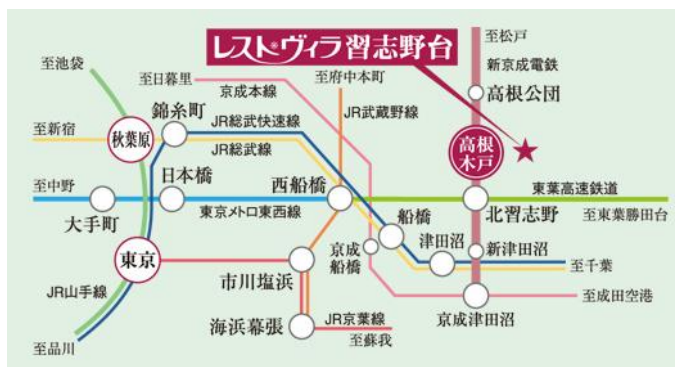 レストヴィラ習志野台
至松戸
新京成電鉄
高根公団
高根
木戸
至池袋
至日暮里
京成本線
至府中本町
JR武蔵野線
錦糸町
JR総武快速線
JR総武線
至新宿
秋葉原
日本橋
西船橋
東葉高速鉄道
至中野
大手町
東京メトロ東西線
船橋
北習志野
至東葉勝田台
東京
京成
船橋
津田沼
新津田沼
至千葉
市川塩浜
JR山手線
京成津田沼
至成田空港
海浜幕張
JR京葉線
至蘇我
至品川